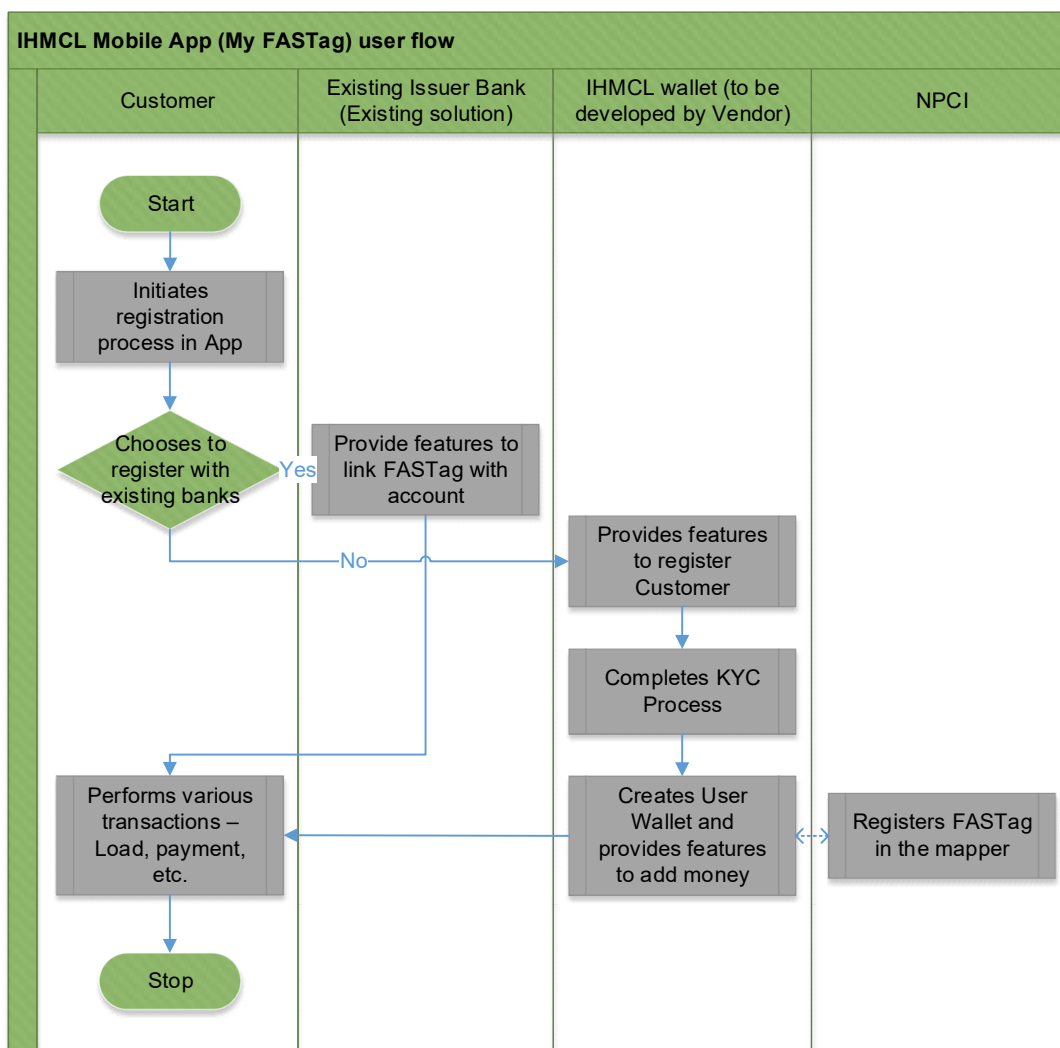 IHMCL Mobile App (My FASTag) user flow
Customer
Existing Issuer Bank
(Existing solution)
IHMCL wallet (to be
developed by Vendor)
NPCI
Start
Initiates
registration
process in App
Chooses to
register with
existing banks
Yes
Provide features to
link FASTag with
account
No
Provides features
to register
Customer
Completes KYC
Process
Performs various
transactions –
Load, payment,
etc.
Creates User
Wallet and
provides features
to add money
Registers FASTag
in the mapper
Stop